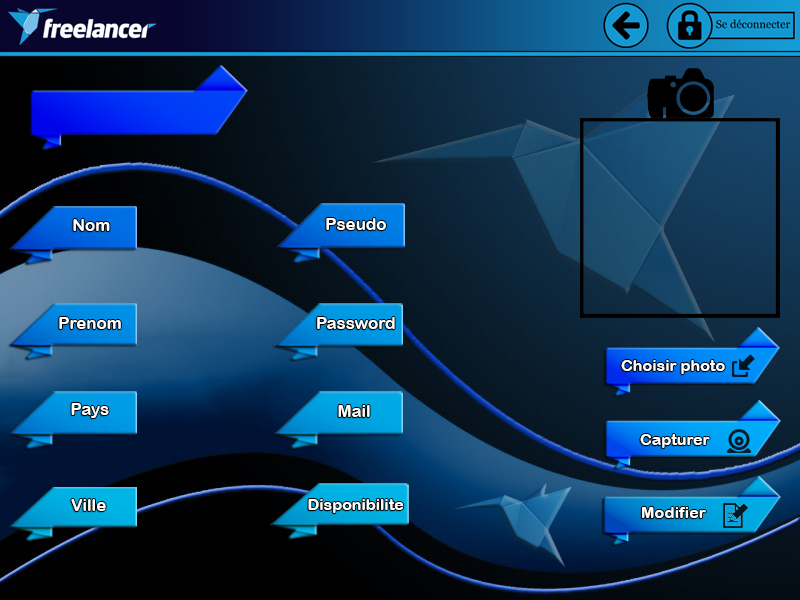 freelancer
Se déconnecter
Nom
Pseudo
Prenom
Password
Pays
Mail
Ville
Disponibilite
Choisir photo
Capturer
Modifier